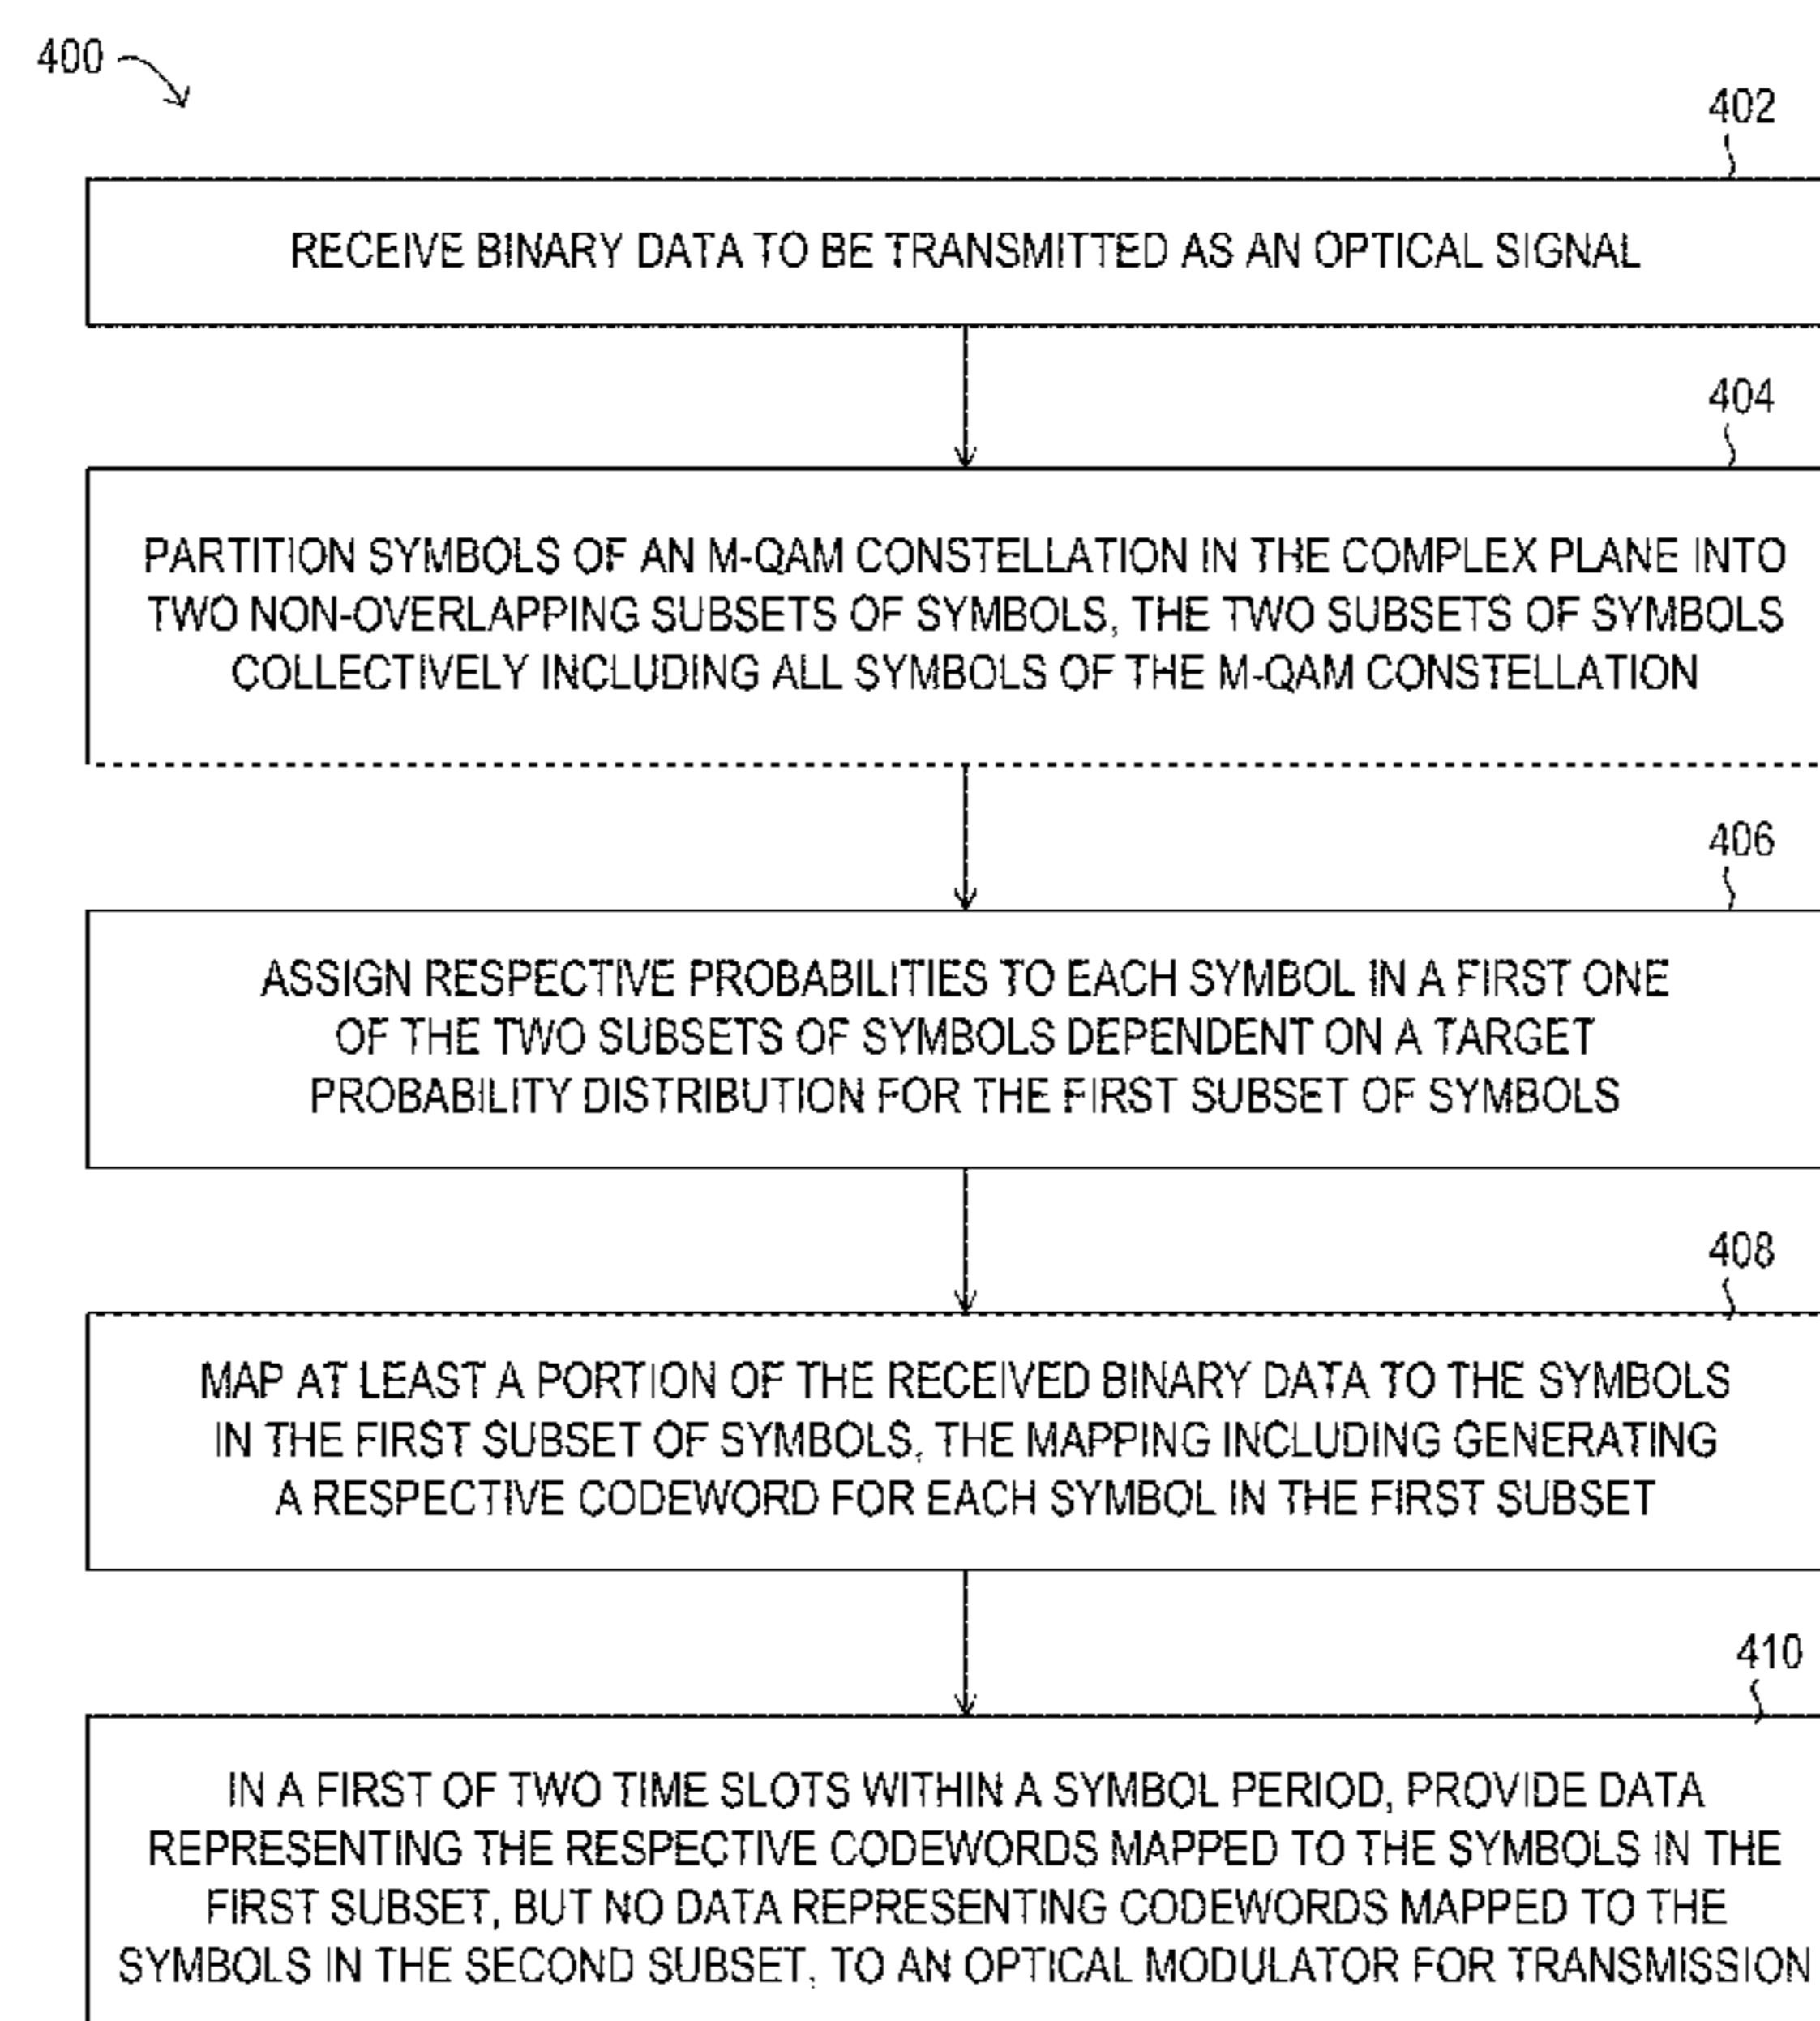 400
402
RECEIVE BINARY DATA TO BE TRANSMITTED AS AN OPTICAL SIGNAL
404
PARTITION SYMBOLS OF AN M-QAM CONSTELLATION IN THE COMPLEX PLANE INTO
TWO NON-OVERLAPPING SUBSETS OF SYMBOLS, THE TWO SUBSETS OF SYMBOLS
COLLECTIVELY INCLUDING ALL SYMBOLS OF THE M-QAM CONSTELLATION
406
ASSIGN RESPECTIVE PROBABILITIES TO EACH SYMBOL IN A FIRST ONE
OF THE TWO SUBSETS OF SYMBOLS DEPENDENT ON A TARGET
PROBABILITY DISTRIBUTION FOR THE FIRST SUBSET OF SYMBOLS
408
MAP AT LEAST A PORTION OF THE RECEIVED BINARY DATA TO THE SYMBOLS
IN THE FIRST SUBSET OF SYMBOLS, THE MAPPING INCLUDING GENERATING
A RESPECTIVE CODEWORD FOR EACH SYMBOL IN THE FIRST SUBSET
410
IN A FIRST OF TWO TIME SLOTS WITHIN A SYMBOL PERIOD, PROVIDE DATA
REPRESENTING THE RESPECTIVE CODEWORDS MAPPED TO THE SYMBOLS IN THE
FIRST SUBSET, BUT NO DATA REPRESENTING CODEWORDS MAPPED TO THE
SYMBOLS IN THE SECOND SUBSET, TO AN OPTICAL MODULATOR FOR TRANSMISSION